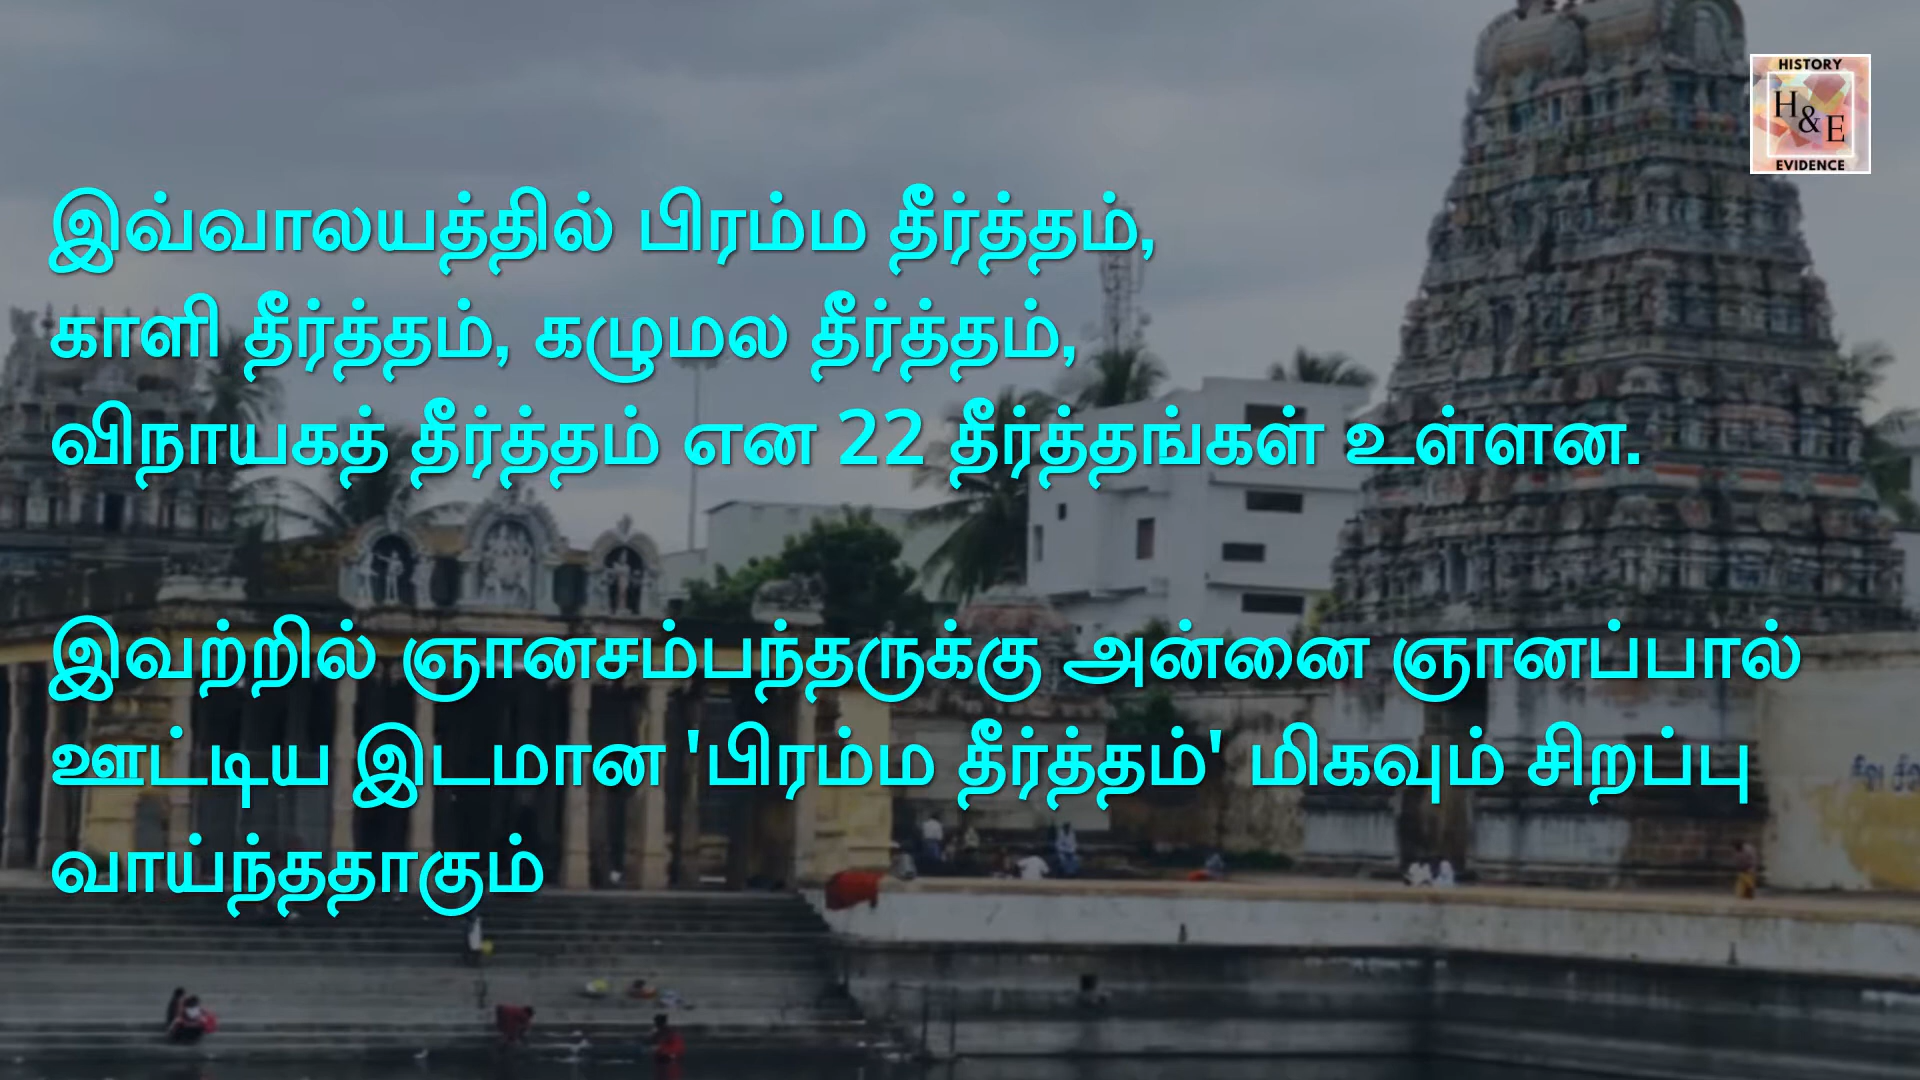 HISTORY
H&E
EVIDENCE
இவ்வாலயத்தில் பிரம்ம தீர்த்தம்,
காளி தீர்த்தம், கழுமல தீர்த்தம்,
விநாயகத் தீர்த்தம் என 22 தீர்த்தங்கள் உள்ளன.
இவற்றில் ஞானசம்பந்தருக்கு அன்னை ஞானப்பால்
ஊட்டிய இடமான 'பிரம்ம தீர்த்தம்' மிகவும் சிறப்பு
வாய்ந்ததாகும்